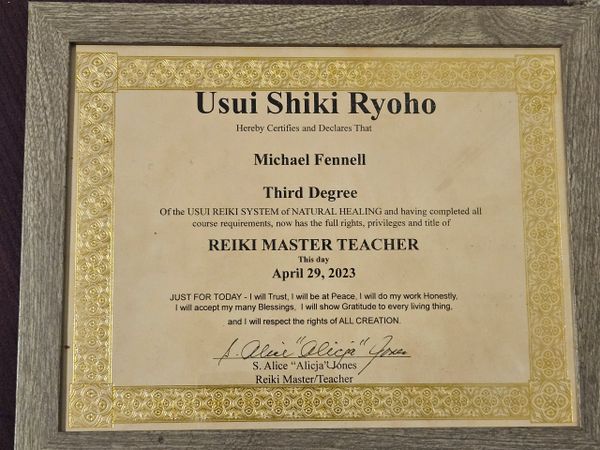 Usui Shiki Ryoho
Hereby Certifies and Declares That
Michael Fennell
Third Degree
Of the USUI REIKI SYSTEM of NATURAL HEALING and having completed all
course requirements, now has the full rights, privileges and title of
REIKI MASTER TEACHER
This day
April 29, 2023
JUST FOR TODAY - I will Trust, I will be at Peace, I will do my work Honestly,
I will accept my many Blessings, I will show Gratitude to every living thing,
and I will respect the rights of ALL CREATION.
S. Alice "Alicja" Jones
S. Alice "Alicja" Jones
Reiki Master/Teacher